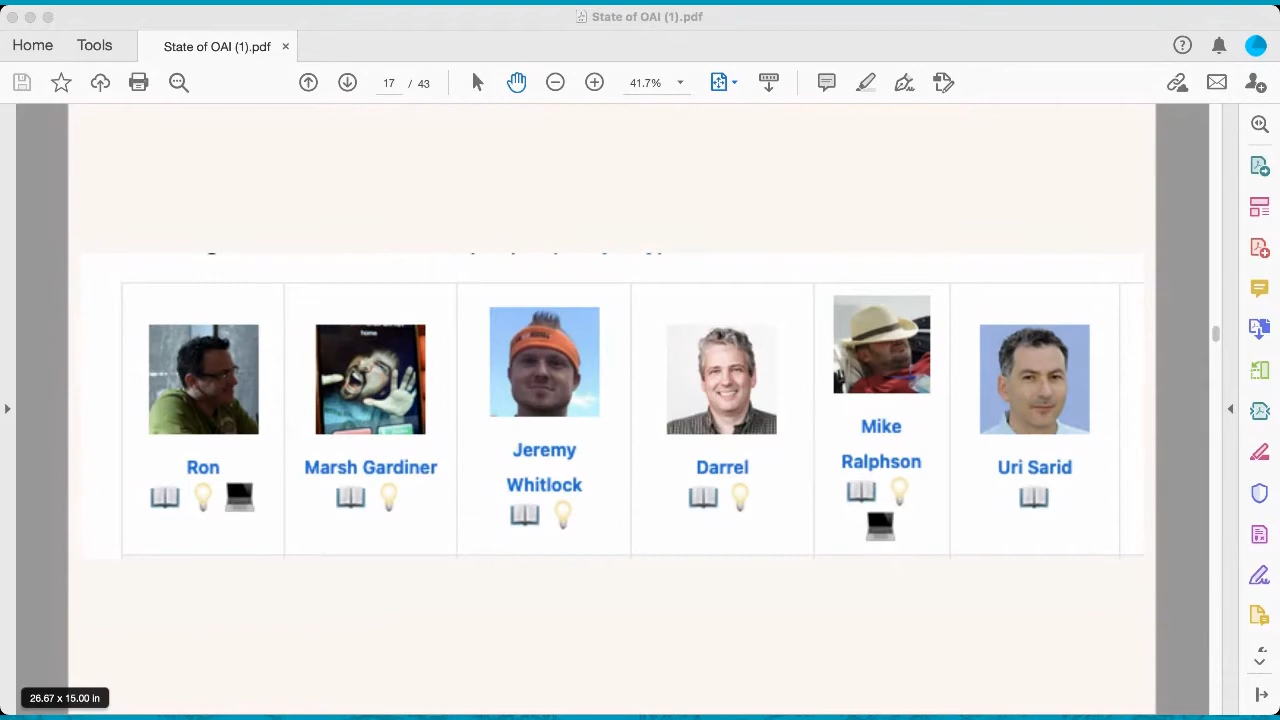 State of OAI (1).pdf
Home Tools State of OAI (1).pdf ×
17 / 43 41.7%
home
Ron
Marsh Gardiner
Jeremy
Whitlock
Darrel
Mike
Ralphson
Uri Sarid
26.67 x 15.00 in